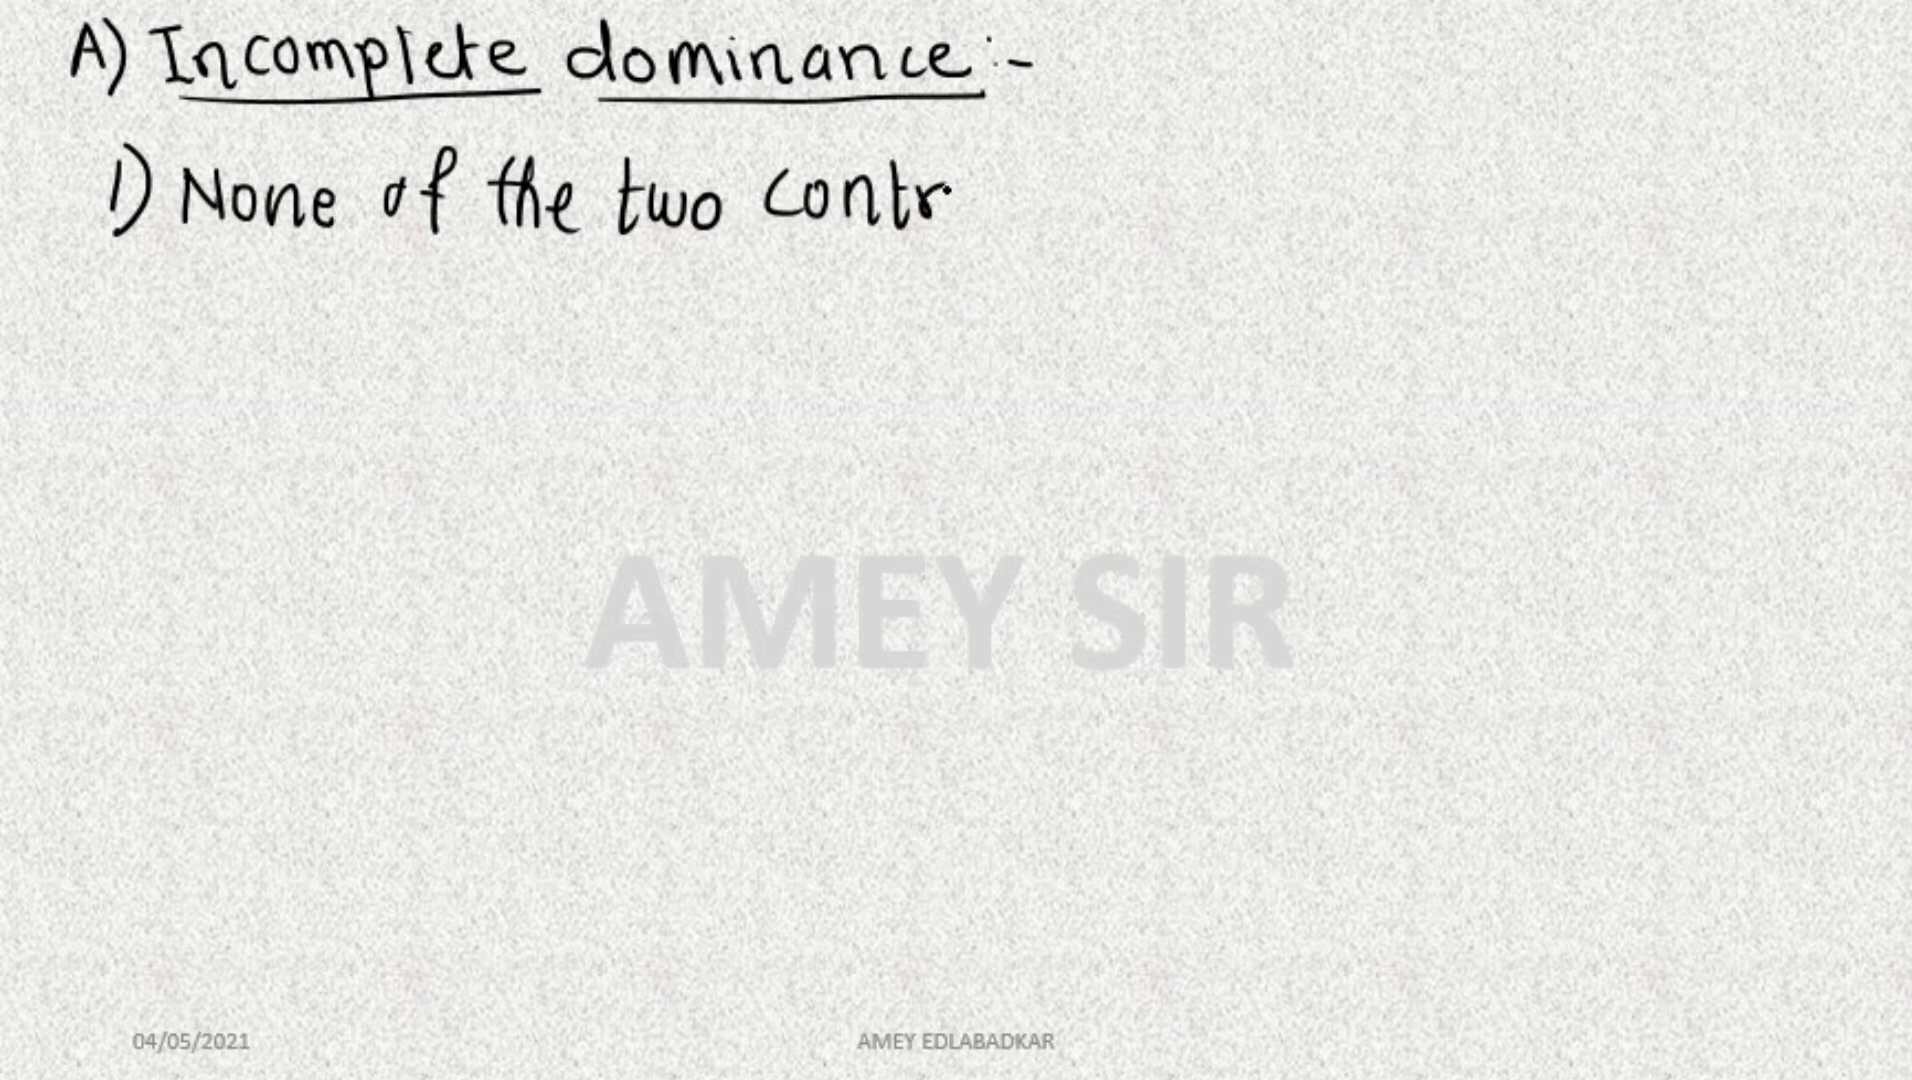 A) Incomplete dominance:-
1) None of the two contr
AMEY SIR
04/05/2021
AMEY EDLABADKAR